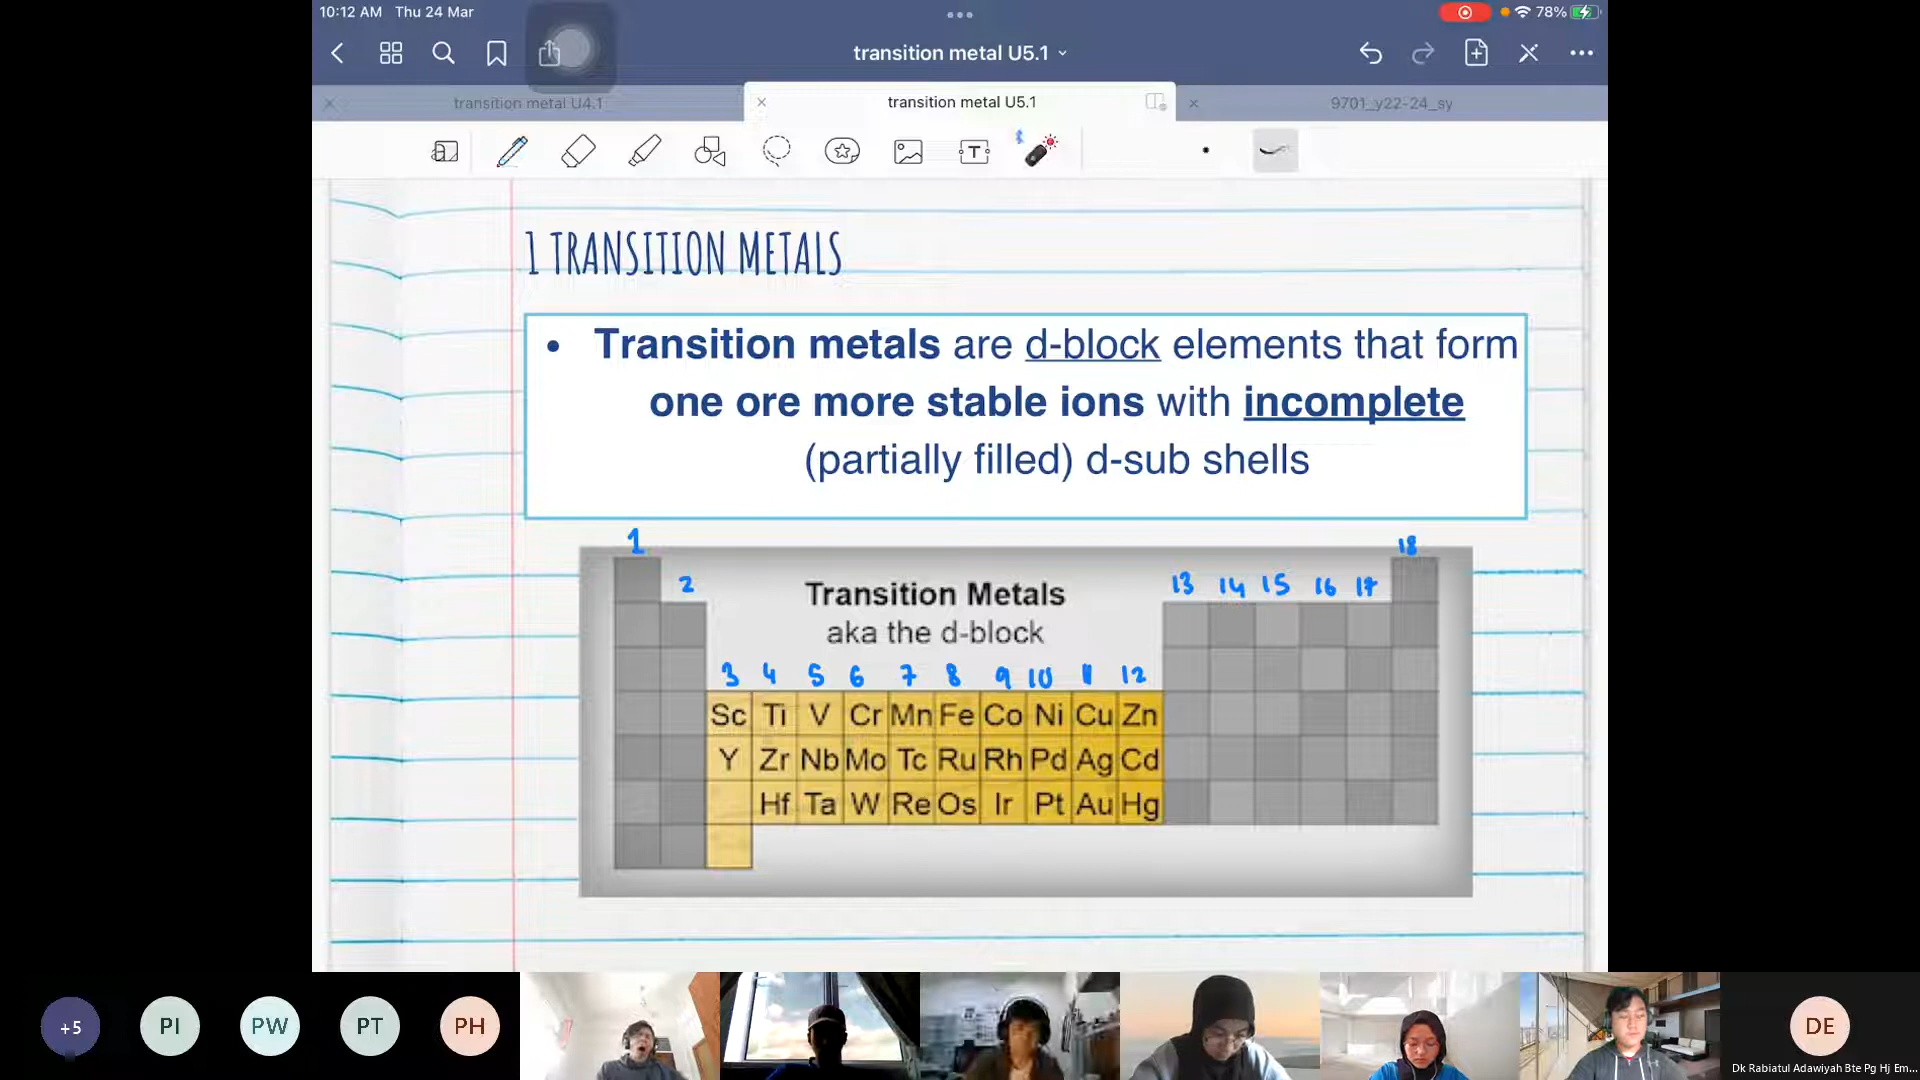 10:12 AM Thu 24 Mar
78%
transition metal U5.1
transition metal U4.1
transition metal U5.1
9701_y22-24_sy
1 TRANSITION METALS
• Transition metals are d-block elements that form
one ore more stable ions with incomplete
(partially filled) d-sub shells
1 18
2 13 14 15 16 17
Transition Metals
aka the d-block
3 4 5 6 7 8 9 10 11 12
Sc Ti V Cr Mn Fe Co Ni Cu Zn
Y Zr Nb Mo Tc Ru Rh Pd Ag Cd
Hf Ta W Re Os Ir Pt Au Hg
+5 PI PW PT PH DE
Dk Rabiatul Adawiyah Bte Pg Hj Em...